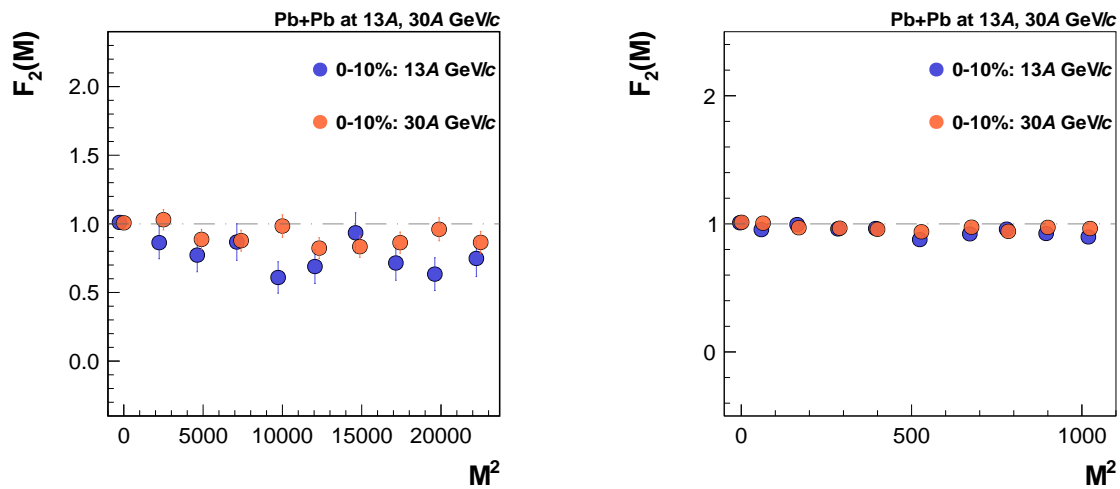 Pb+Pb at 13A, 30A GeV/c
F₂(M)
0-10%: 13A GeV/c
0-10%: 30A GeV/c
2.0
1.0
0.5
0.0
0 5000 10000 15000 20000
M²
Pb+Pb at 13A, 30A GeV/c
F₂(M)
0-10%: 13A GeV/c
0-10%: 30A GeV/c
2
1
0
0 500 1000
M²